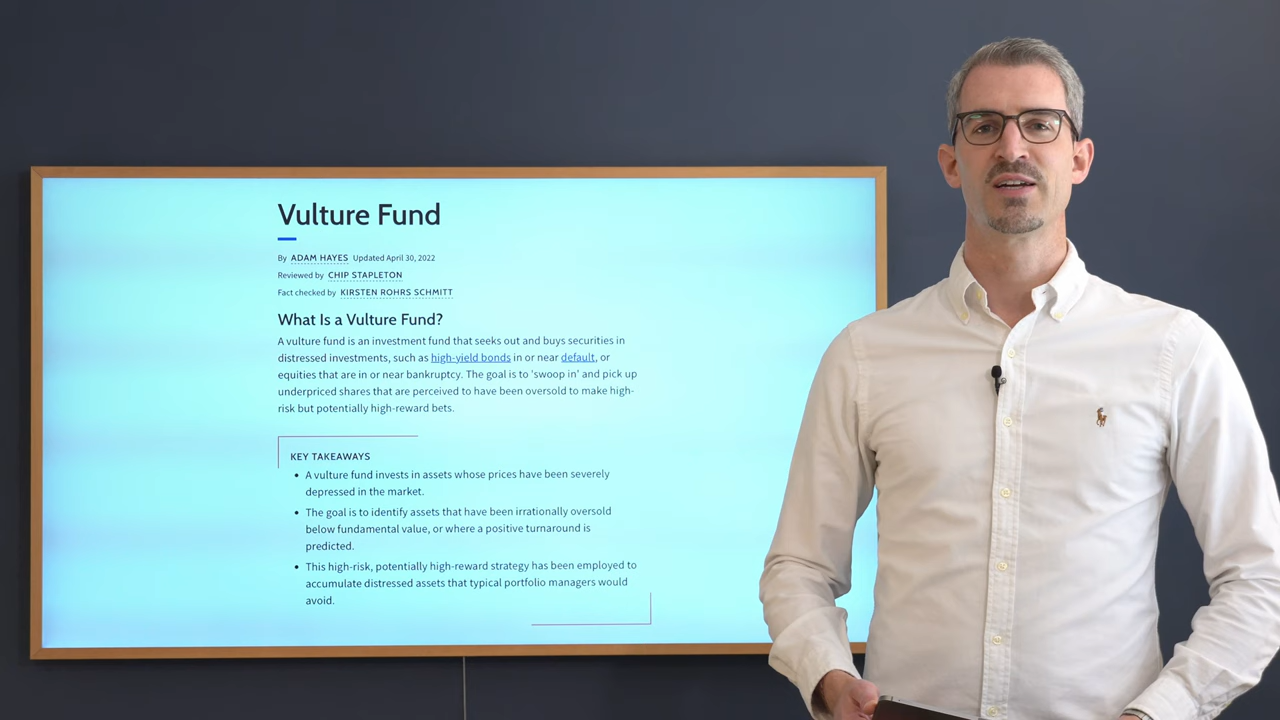 Vulture Fund
By ADAM HAYES Updated April 30, 2022
Reviewed by CHIP STAPLETON
Fact checked by KIRSTEN ROHRS SCHMITT
What Is a Vulture Fund?
A vulture fund is an investment fund that seeks out and buys securities in
distressed investments, such as high-yield bonds in or near default, or
equities that are in or near bankruptcy. The goal is to 'swoop in' and pick up
underpriced shares that are perceived to have been oversold to make high-
risk but potentially high-reward bets.
KEY TAKEAWAYS
• A vulture fund invests in assets whose prices have been severely
depressed in the market.
• The goal is to identify assets that have been irrationally oversold
below fundamental value, or where a positive turnaround is
predicted.
• This high-risk, potentially high-reward strategy has been employed to
accumulate distressed assets that typical portfolio managers would
avoid.